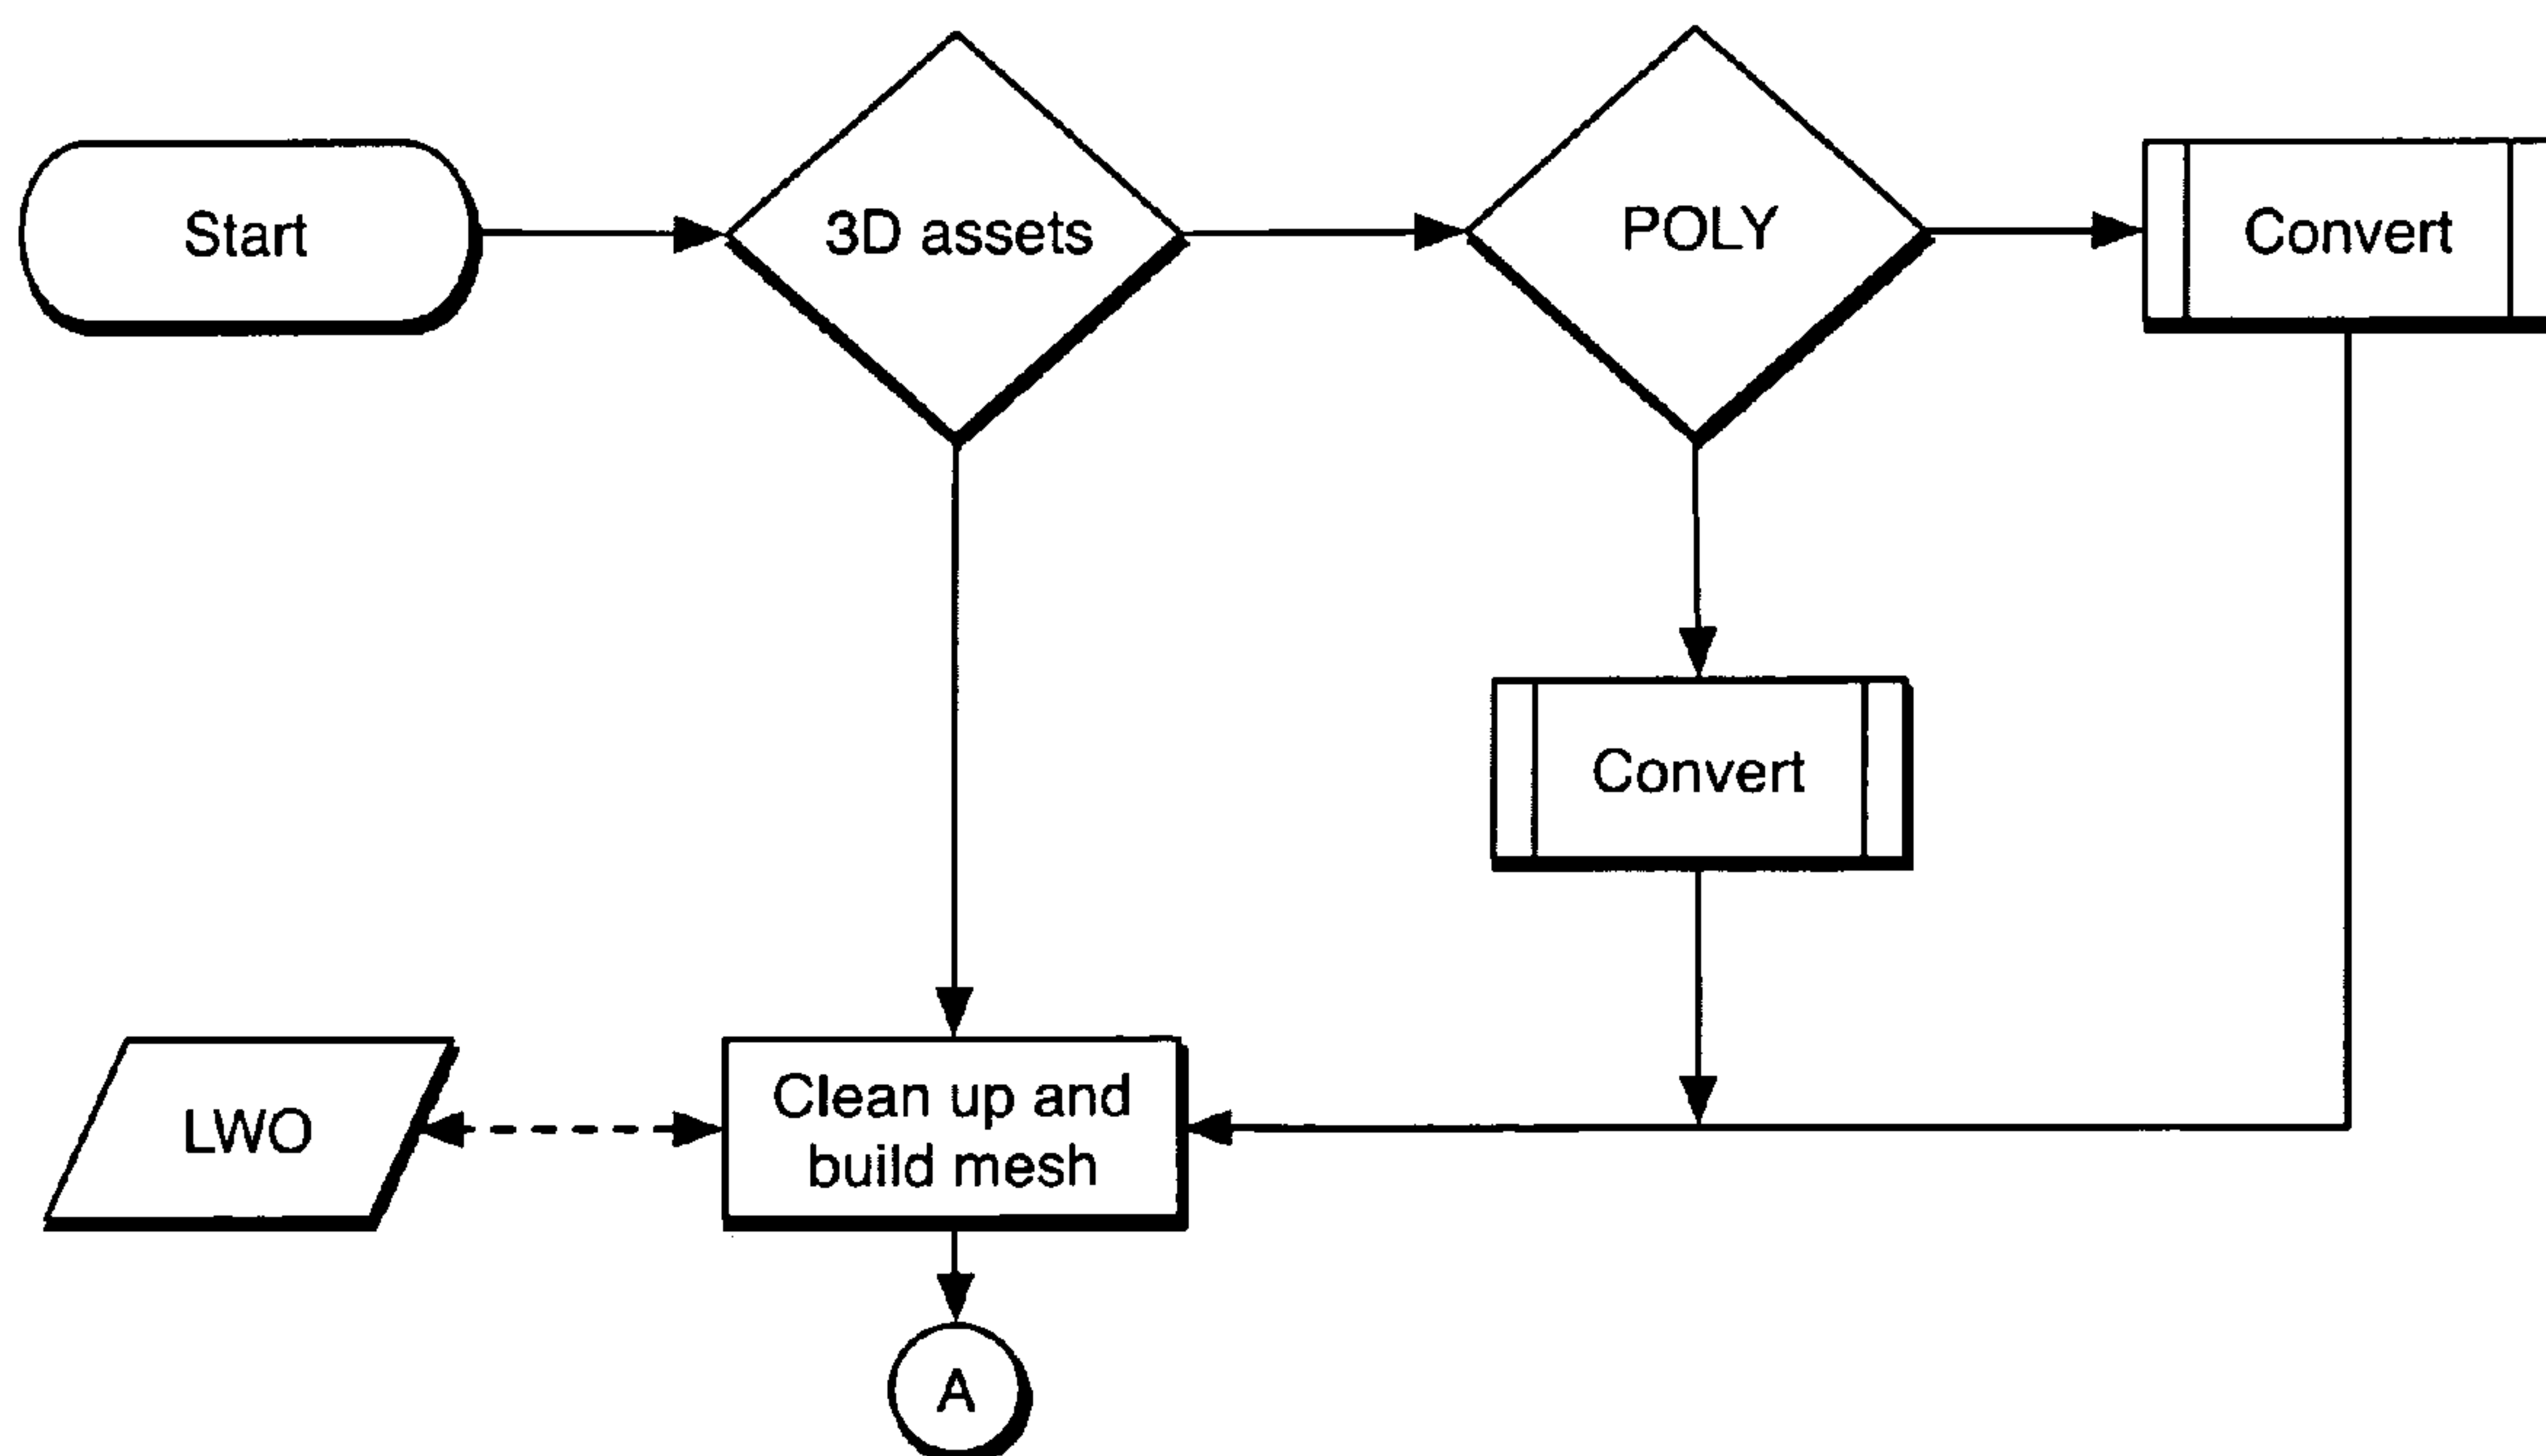 Start
3D assets
POLY
Convert
Convert
LWO
Clean up and
build mesh
A